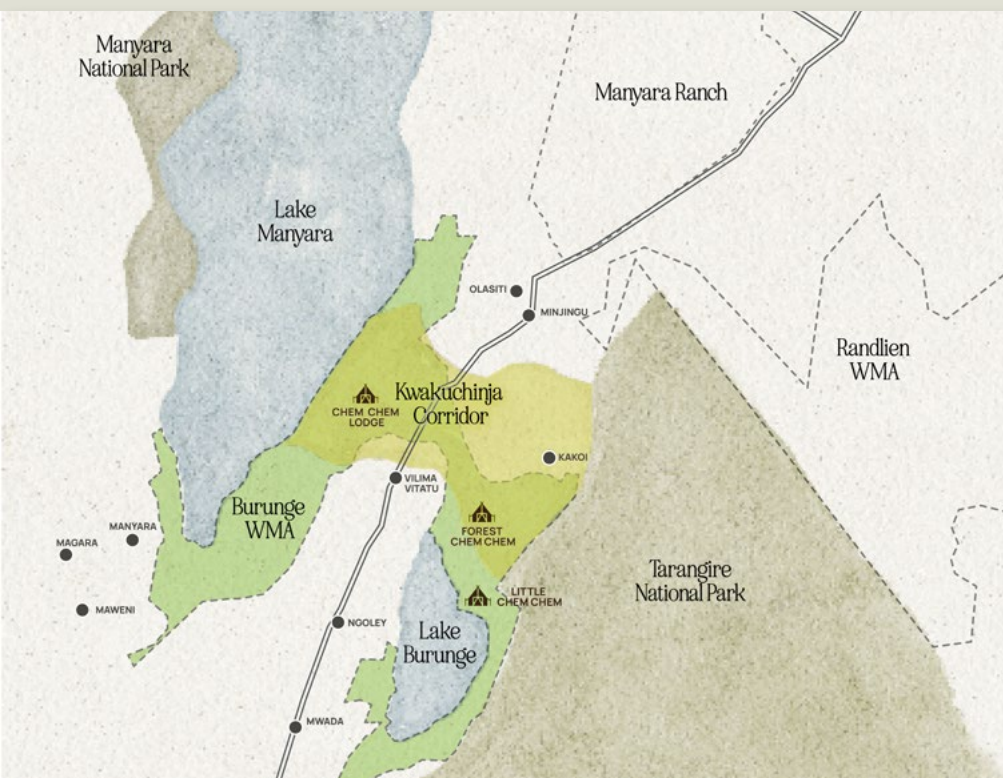 Manyara
National Park
Manyara Ranch
Lake
Manyara
OLASITI
MINJINGU
Randlien
WMA
Kwakuchinja
Corridor
CHEM CHEM
LODGE
KAKOI
VILIMA
VITATU
Burunge
WMA
FOREST
CHEM CHEM
MANYARA
MAGARA
Tarangire
National Park
LITTLE
CHEM CHEM
MAWENI
NGOLEY
Lake
Burunge
MWADA